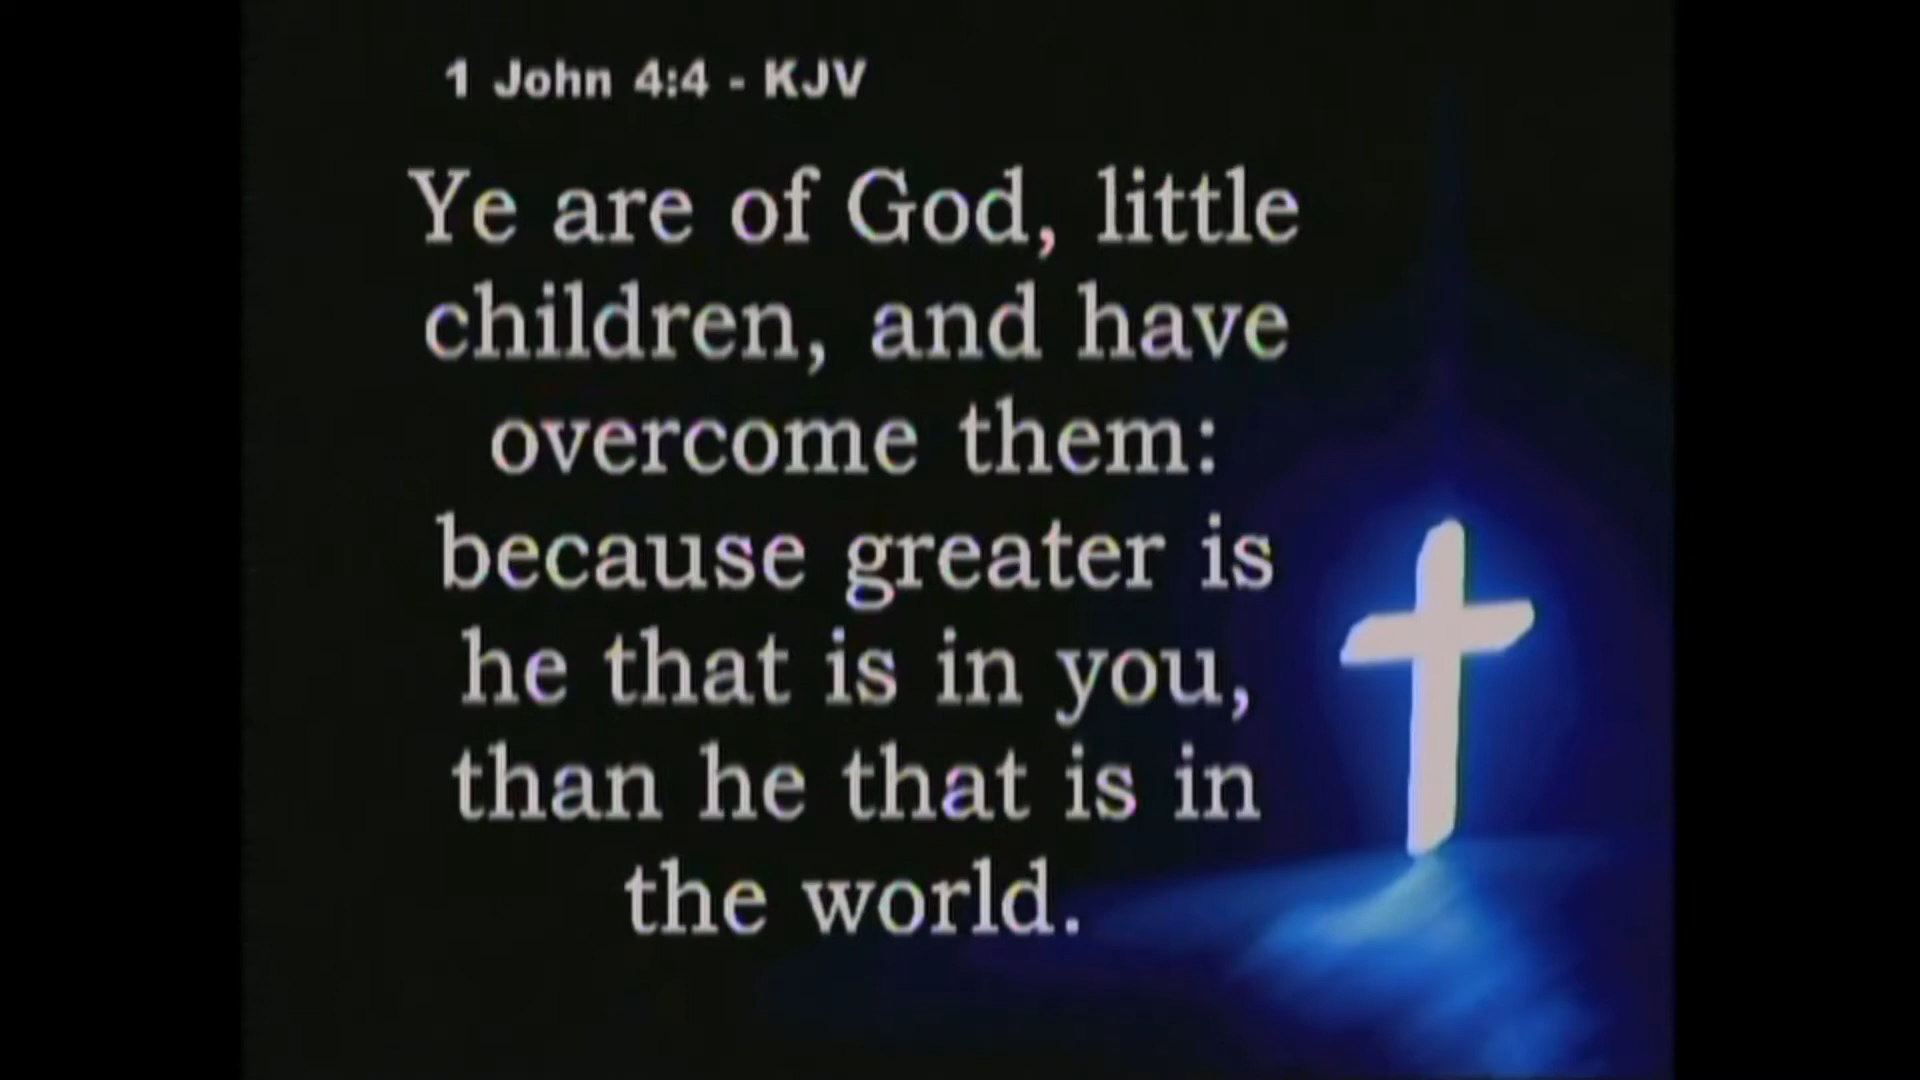 1 John 4:4 - KJV
Ye are of God, little
children, and have
overcome them:
because greater is
he that is in you,
than he that is in
the world.